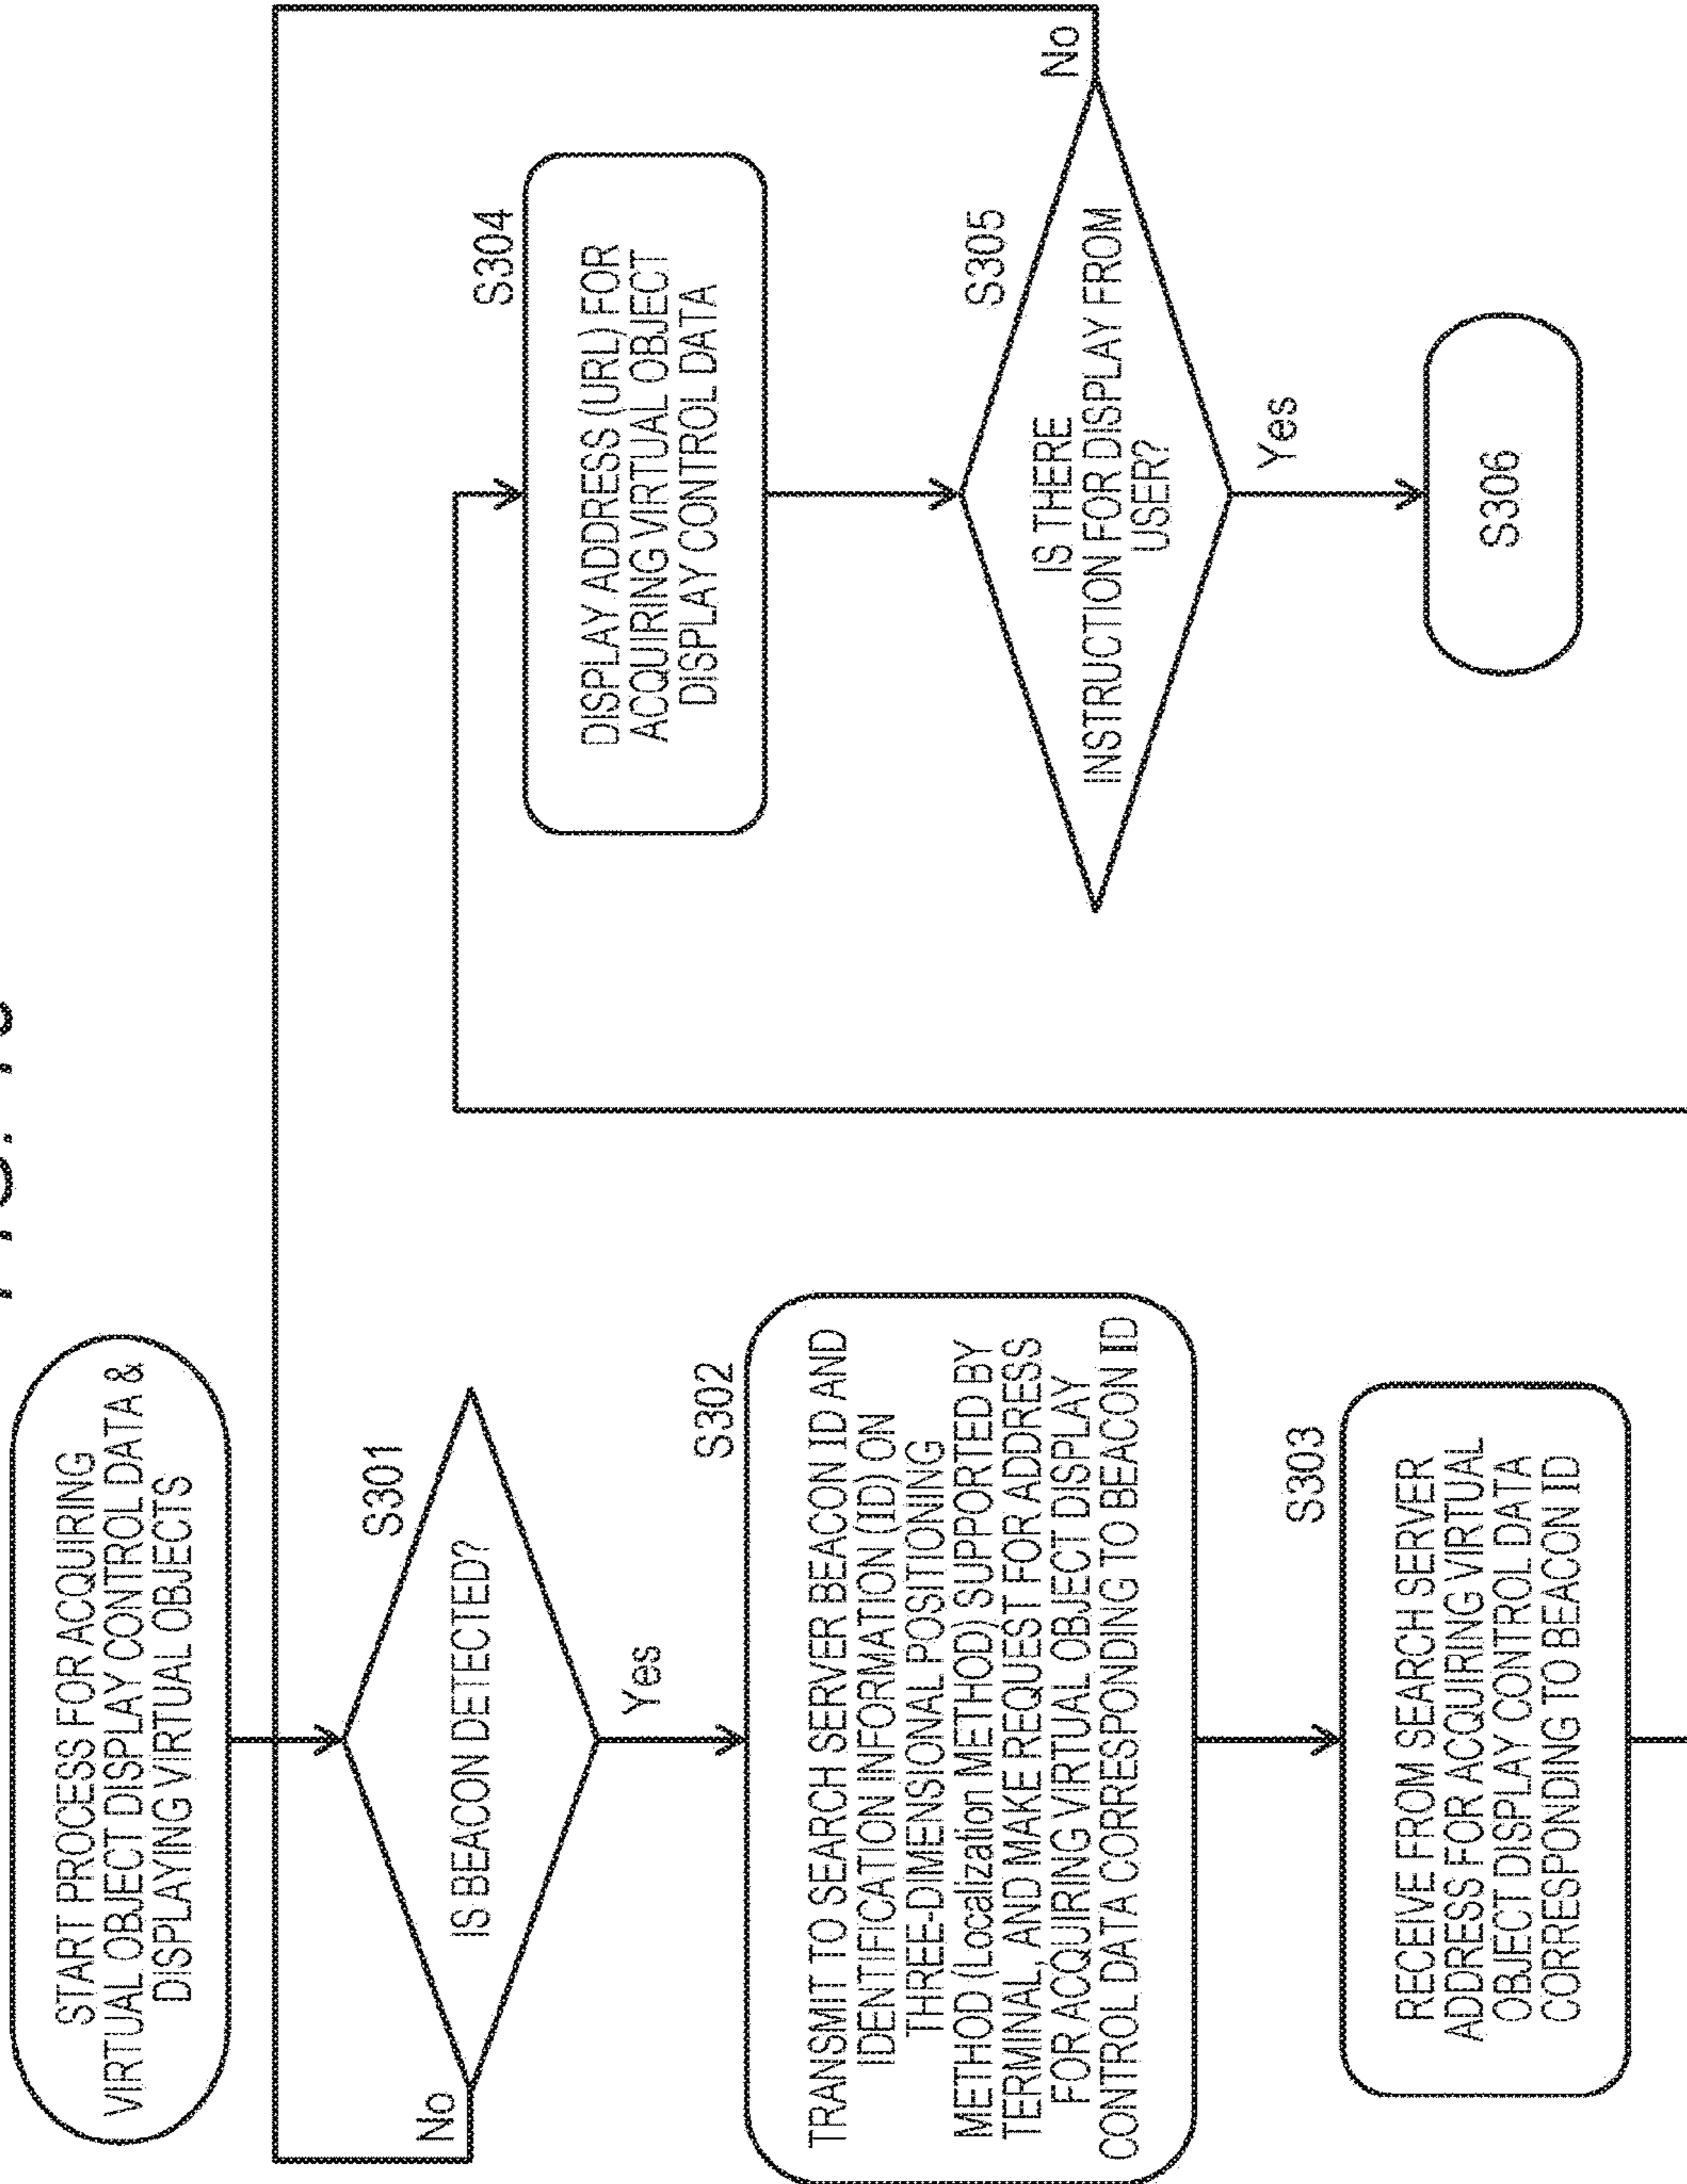 START PROCESS FOR ACQUIRING
VIRTUAL OBJECT DISPLAY CONTROL DATA &
DISPLAYING VIRTUAL OBJECTS
S301
IS BEACON DETECTED?
No
Yes
S302
TRANSMIT TO SEARCH SERVER BEACON ID AND
IDENTIFICATION INFORMATION (ID) ON
THREE-DIMENSIONAL POSITIONING
METHOD (Localization METHOD) SUPPORTED BY
TERMINAL, AND MAKE REQUEST FOR ADDRESS
FOR ACQUIRING VIRTUAL OBJECT DISPLAY
CONTROL DATA CORRESPONDING TO BEACON ID
S303
RECEIVE FROM SEARCH SERVER
ADDRESS FOR ACQUIRING VIRTUAL
OBJECT DISPLAY CONTROL DATA
CORRESPONDING TO BEACON ID
S304
DISPLAY ADDRESS (URL) FOR
ACQUIRING VIRTUAL OBJECT
DISPLAY CONTROL DATA
S305
IS THERE
INSTRUCTION FOR DISPLAY FROM
USER?
No
Yes
S306